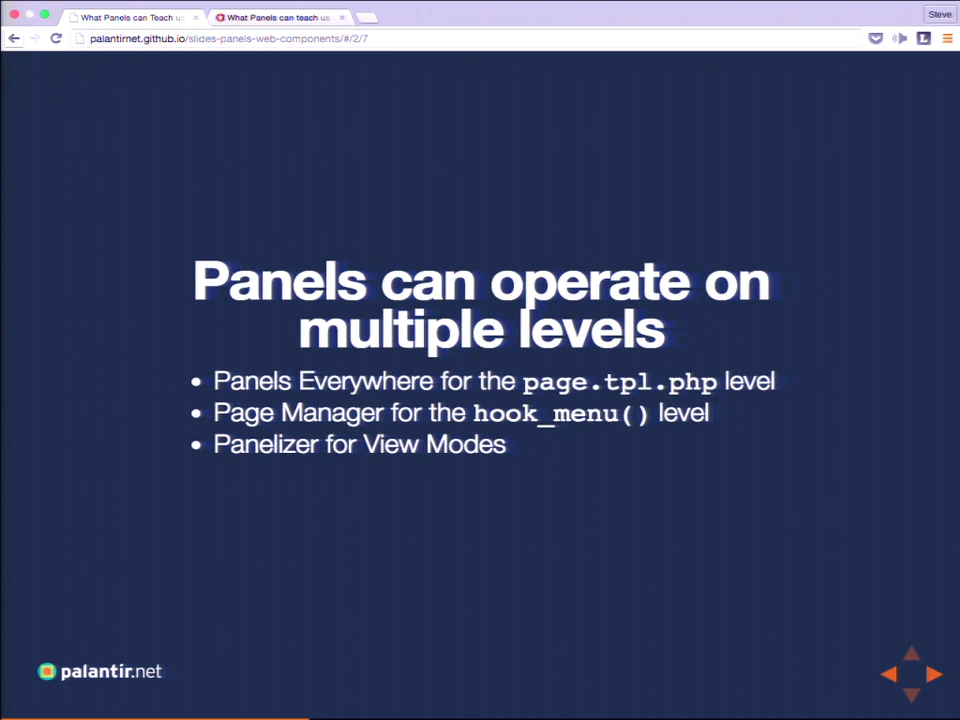 What Panels can Teach us
What Panels can teach us
Steve
palantirnet.github.io/slides-panels-web-components/#/2/7
L
Panels can operate on
multiple levels
Panels Everywhere for the page.tpl.php level
Page Manager for the hook_menu() level
Panelizer for View Modes
palantir.net